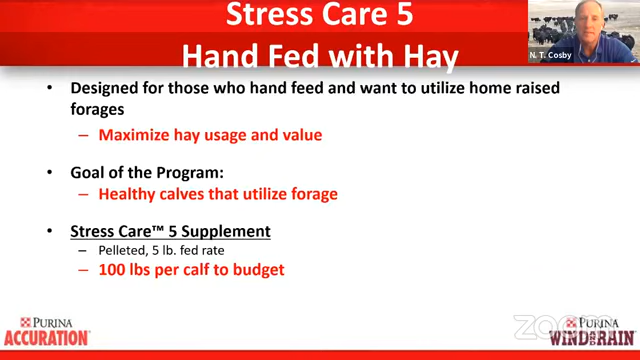 Stress Care 5
Hand Fed with Hay
N. T. Cosby
• Designed for those who hand feed and want to utilize home raised
forages
– Maximize hay usage and value
• Goal of the Program:
– Healthy calves that utilize forage
• Stress Care™ 5 Supplement
– Pelleted, 5 lb. fed rate
– 100 lbs per calf to budget
PURINA
ACCURATION
PURINA
WIND AND RAIN
zoom